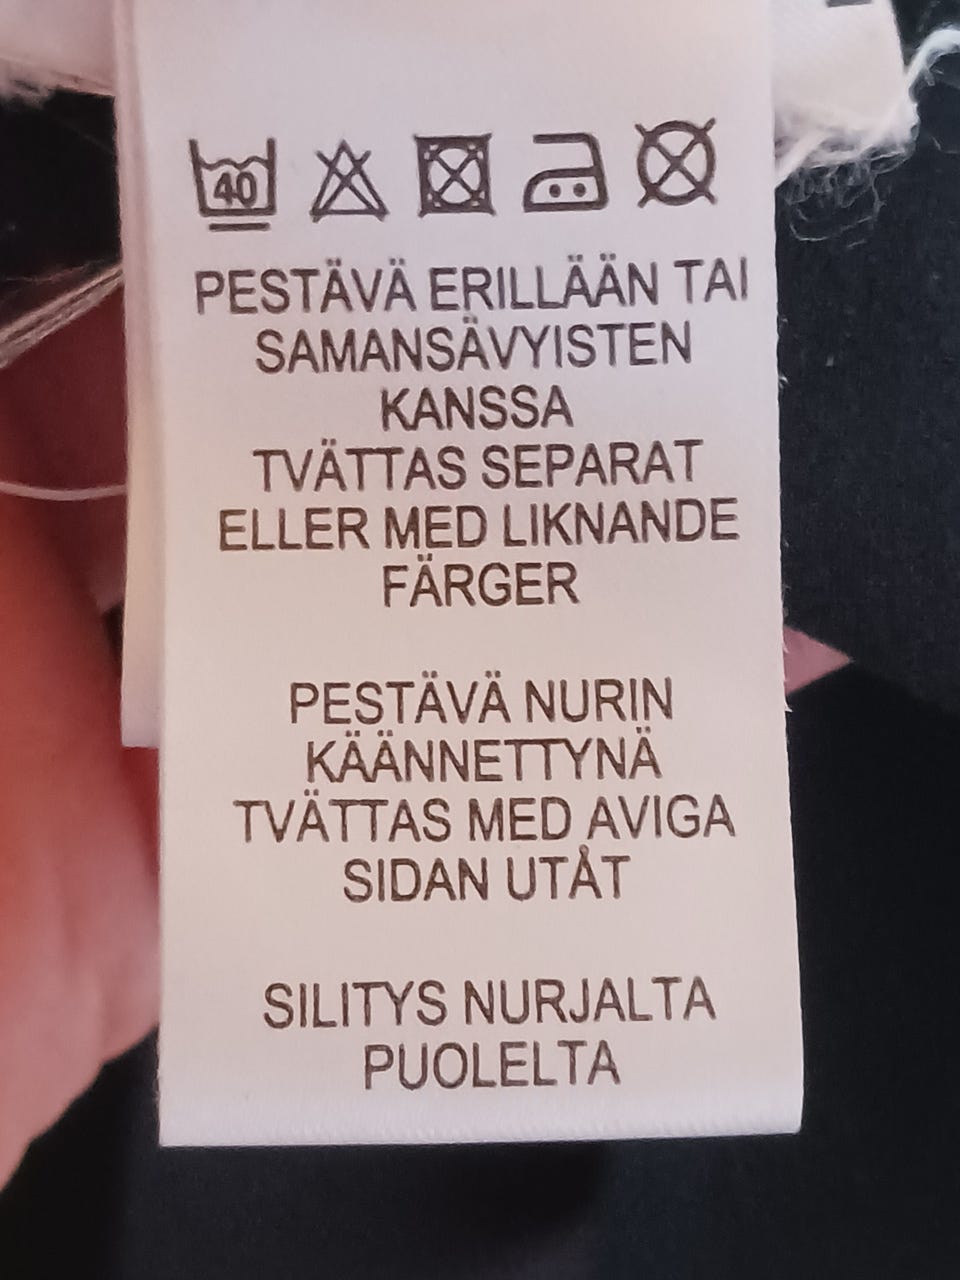 40
PESTÄVÄ ERILLÄÄN TAI
SAMANSÄVYISTEN
KANSSA
TVÄTTAS SEPARAT
ELLER MED LIKNANDE
FÄRGER
PESTÄVÄ NURIN
KÄÄNNETTYNÄ
TVÄTTAS MED AVIGA
SIDAN UTÅT
SILITYS NURJALTA
PUOLELTA